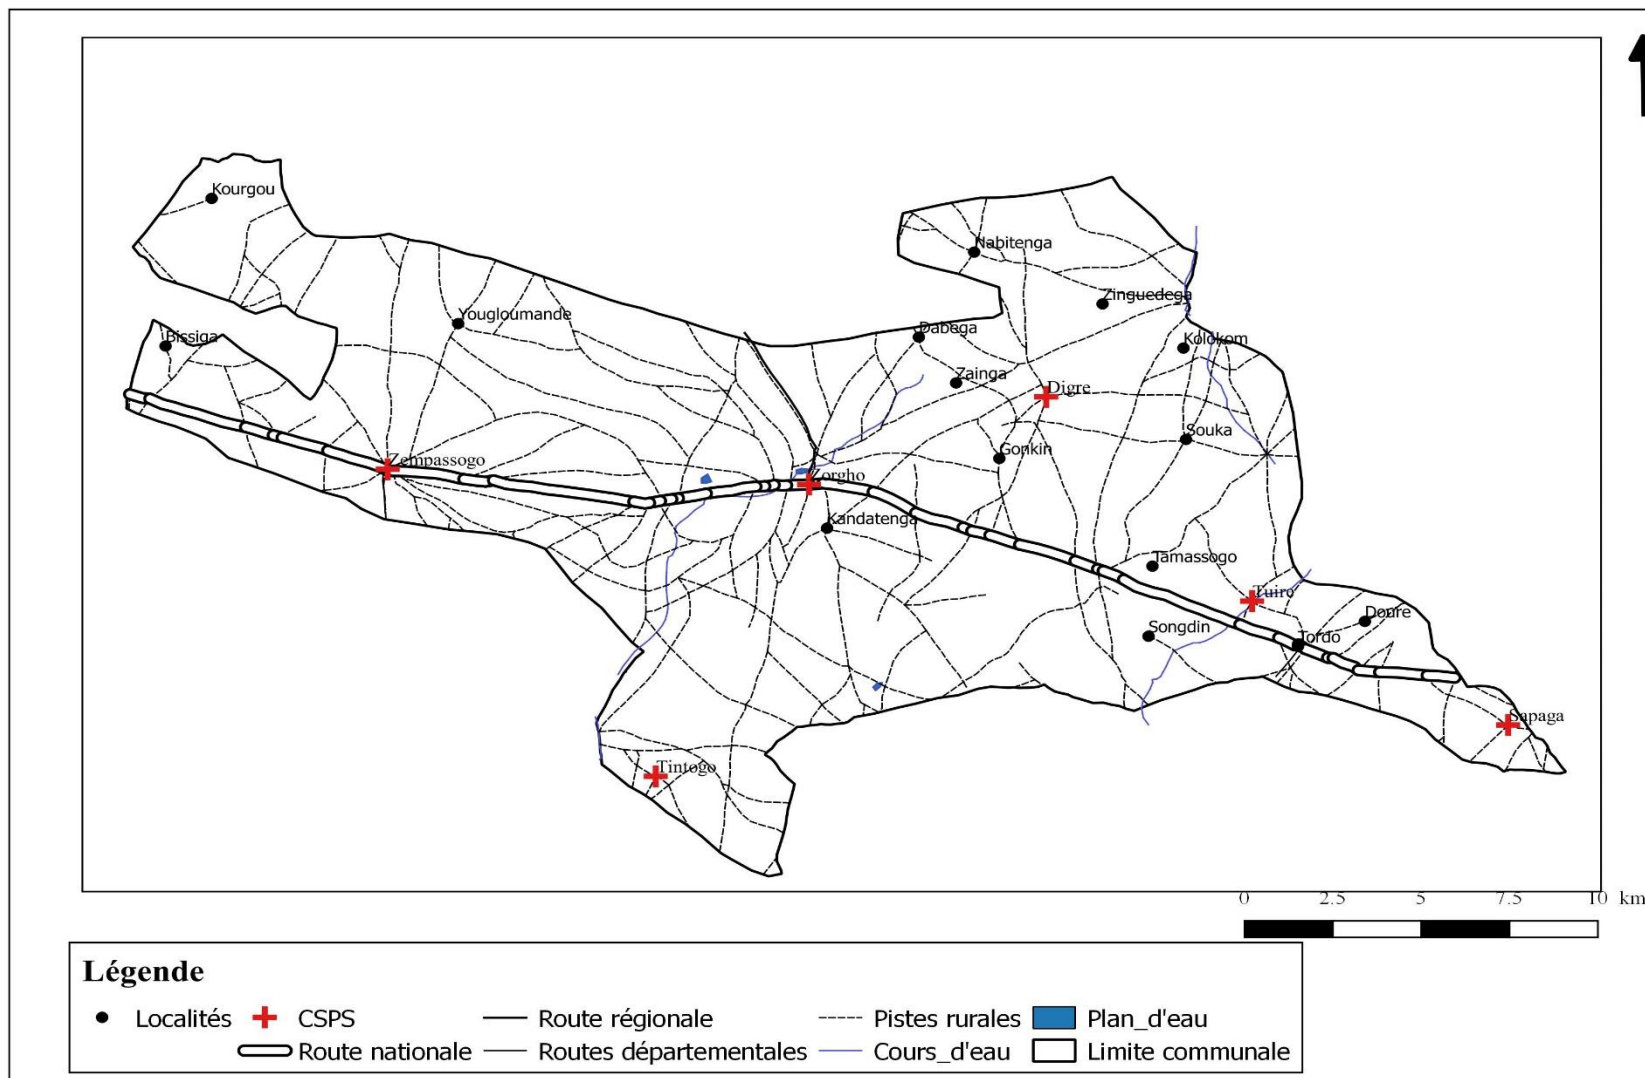 Kourgou
Nabitenga
Zinguedega
Yougloumande
Dabega
Bissiga
Kolokom
Zainga
Digre
Souka
Gonkin
Zempassogo
Zorgho
Kandatenga
Tamassogo
Tuire
Doure
Songdin
Tordo
Sapaga
Tintogo
0 2.5 5 7.5 10 km
Légende
Localités CSPS Route régionale Pistes rurales Plan_d'eau
Route nationale Routes départementales Cours_d'eau Limite communale